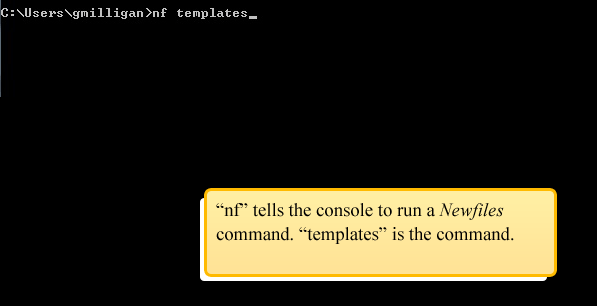 C:\Users\gmilligan>nf templates_
“nf” tells the console to run a Newfiles
command. “templates” is the command.